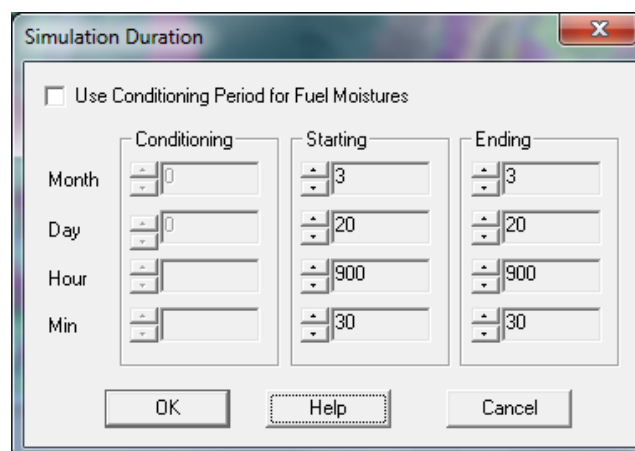 Simulation Duration
Use Conditioning Period for Fuel Moistures
Conditioning Starting Ending
Month 0 3 3
Day 0 20 20
Hour 900 900
Min 30 30
OK Help Cancel